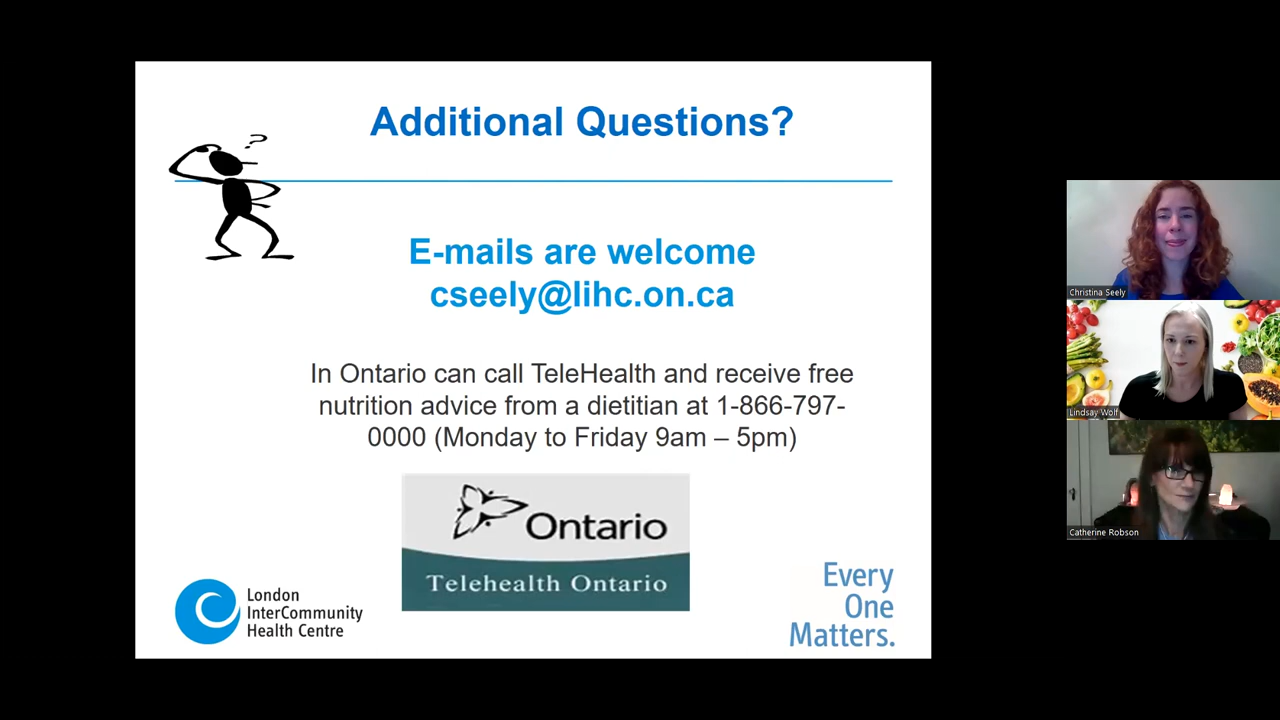 Additional Questions?
?
E-mails are welcome
cseely@lihc.on.ca
In Ontario can call TeleHealth and receive free
nutrition advice from a dietitian at 1-866-797-
0000 (Monday to Friday 9am – 5pm)
Ontario
Telehealth Ontario
London
InterCommunity
Health Centre
Every
One
Matters.
Christina Seely
Lindsay Wolf
Catherine Robson